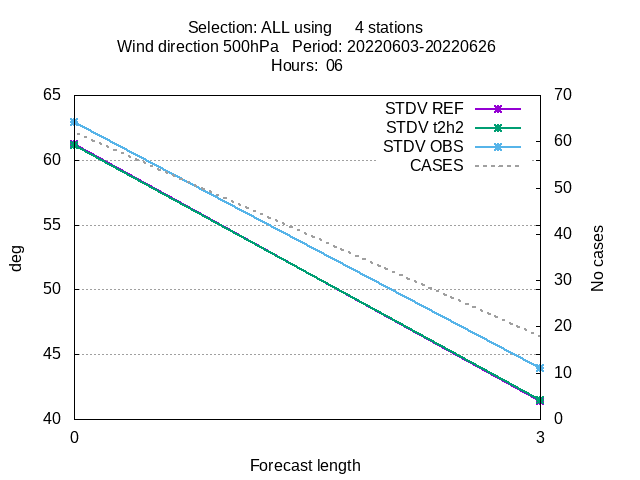 Selection: ALL using 4 stations
Wind direction 500hPa Period: 20220603-20220626
Hours: 06
65
60
55
50
45
40
70
60
50
40
30
20
10
0
STDV REF
STDV t2h2
STDV OBS
CASES
deg
No cases
0
3
Forecast length